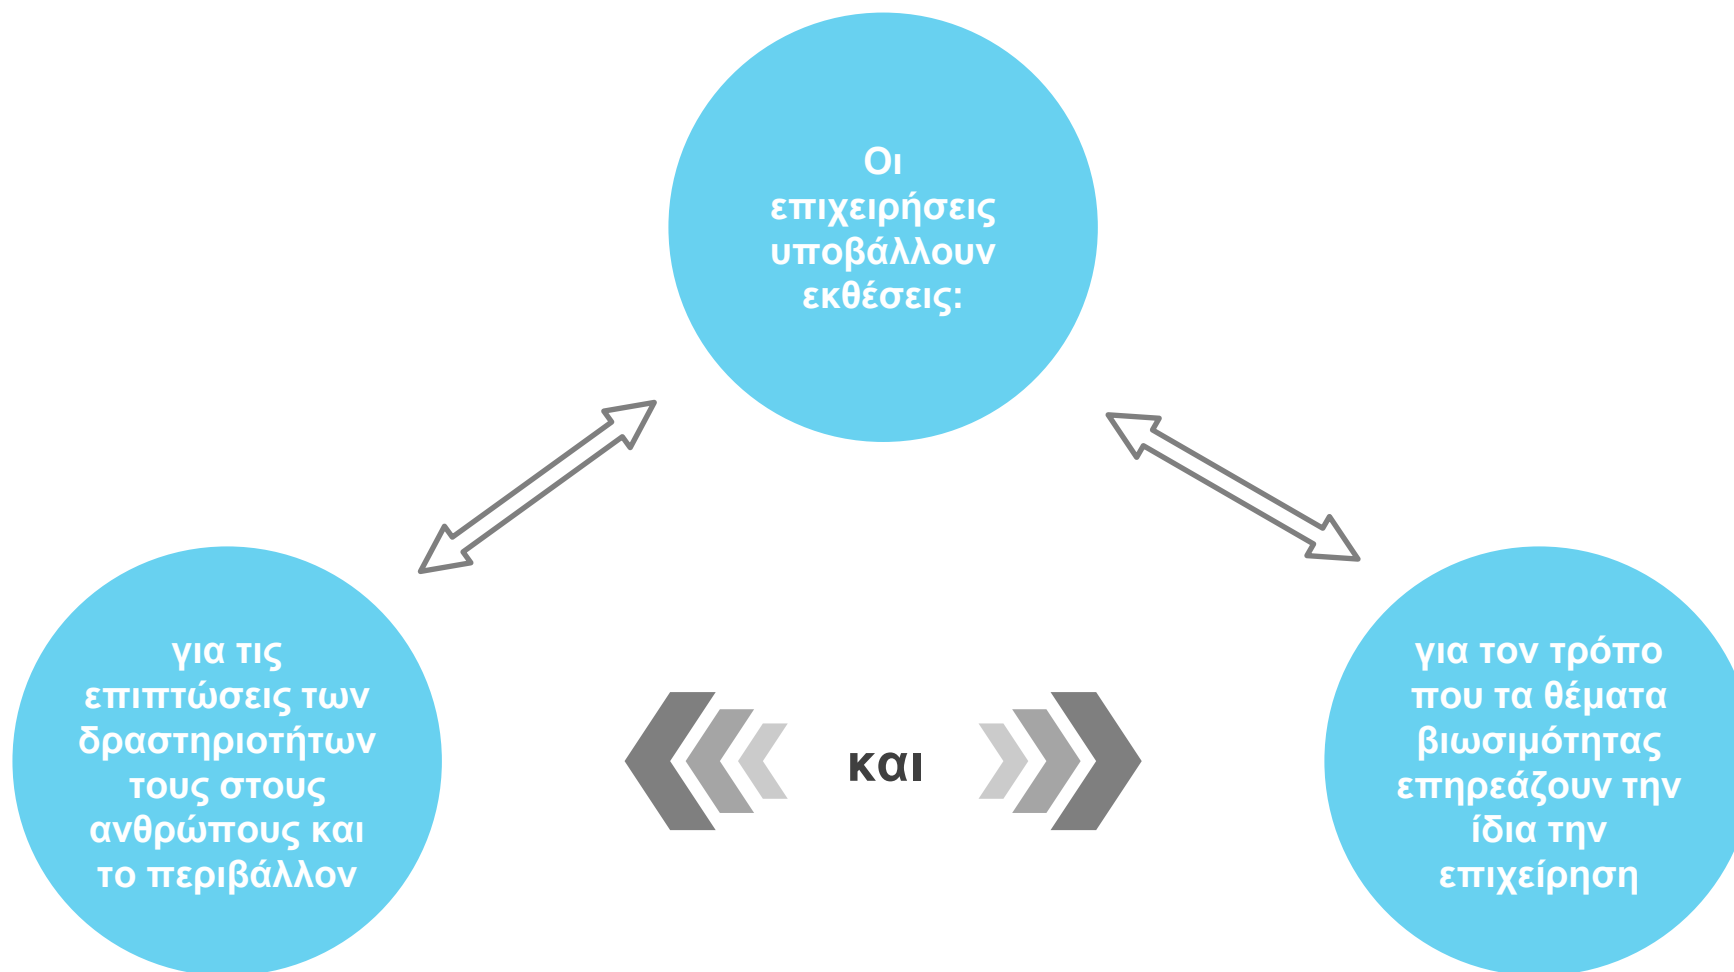 Οι
επιχειρήσεις
υποβάλλουν
εκθέσεις:
για τις
επιπτώσεις των
δραστηριοτήτων
τους στους
ανθρώπους και
το περιβάλλον
και
για τον τρόπο
που τα θέματα
βιωσιμότητας
επηρεάζουν την
ίδια την
επιχείρηση